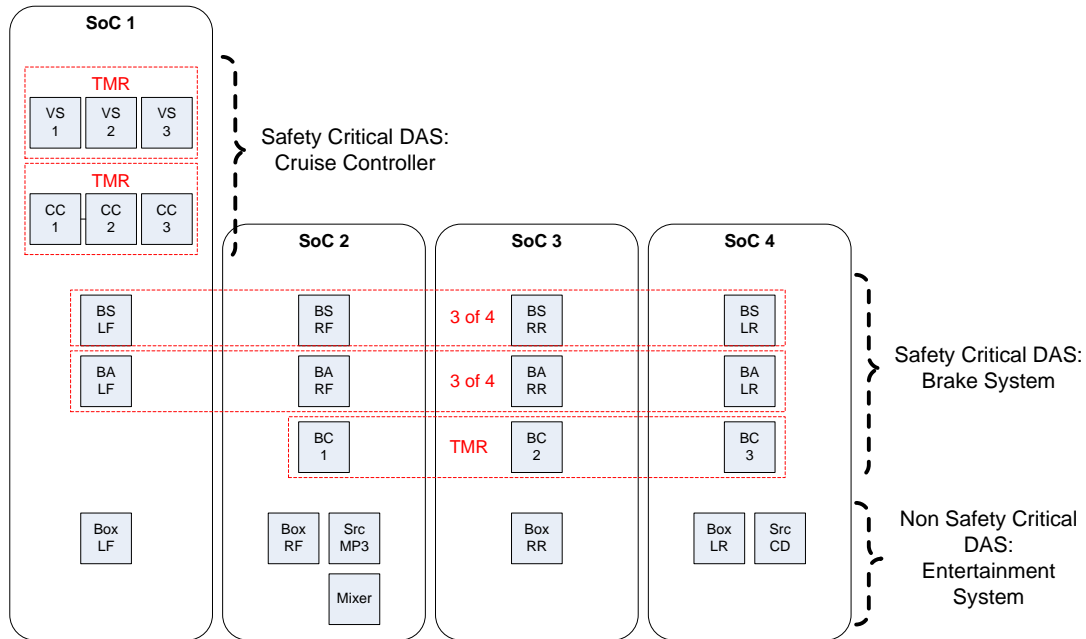 SoC 1
TMR
VS
1
VS
2
VS
3
TMR
CC
1
CC
2
CC
3
Safety Critical DAS:
Cruise Controller
SoC 2
SoC 3
SoC 4
BS
LF
BS
RF
3 of 4
BS
RR
BS
LR
BA
LF
BA
RF
3 of 4
BA
RR
BA
LR
BC
1
TMR
BC
2
BC
3
Safety Critical DAS:
Brake System
Box
LF
Box
RF
Src
MP3
Mixer
Box
RR
Box
LR
Src
CD
Non Safety Critical
DAS:
Entertainment
System